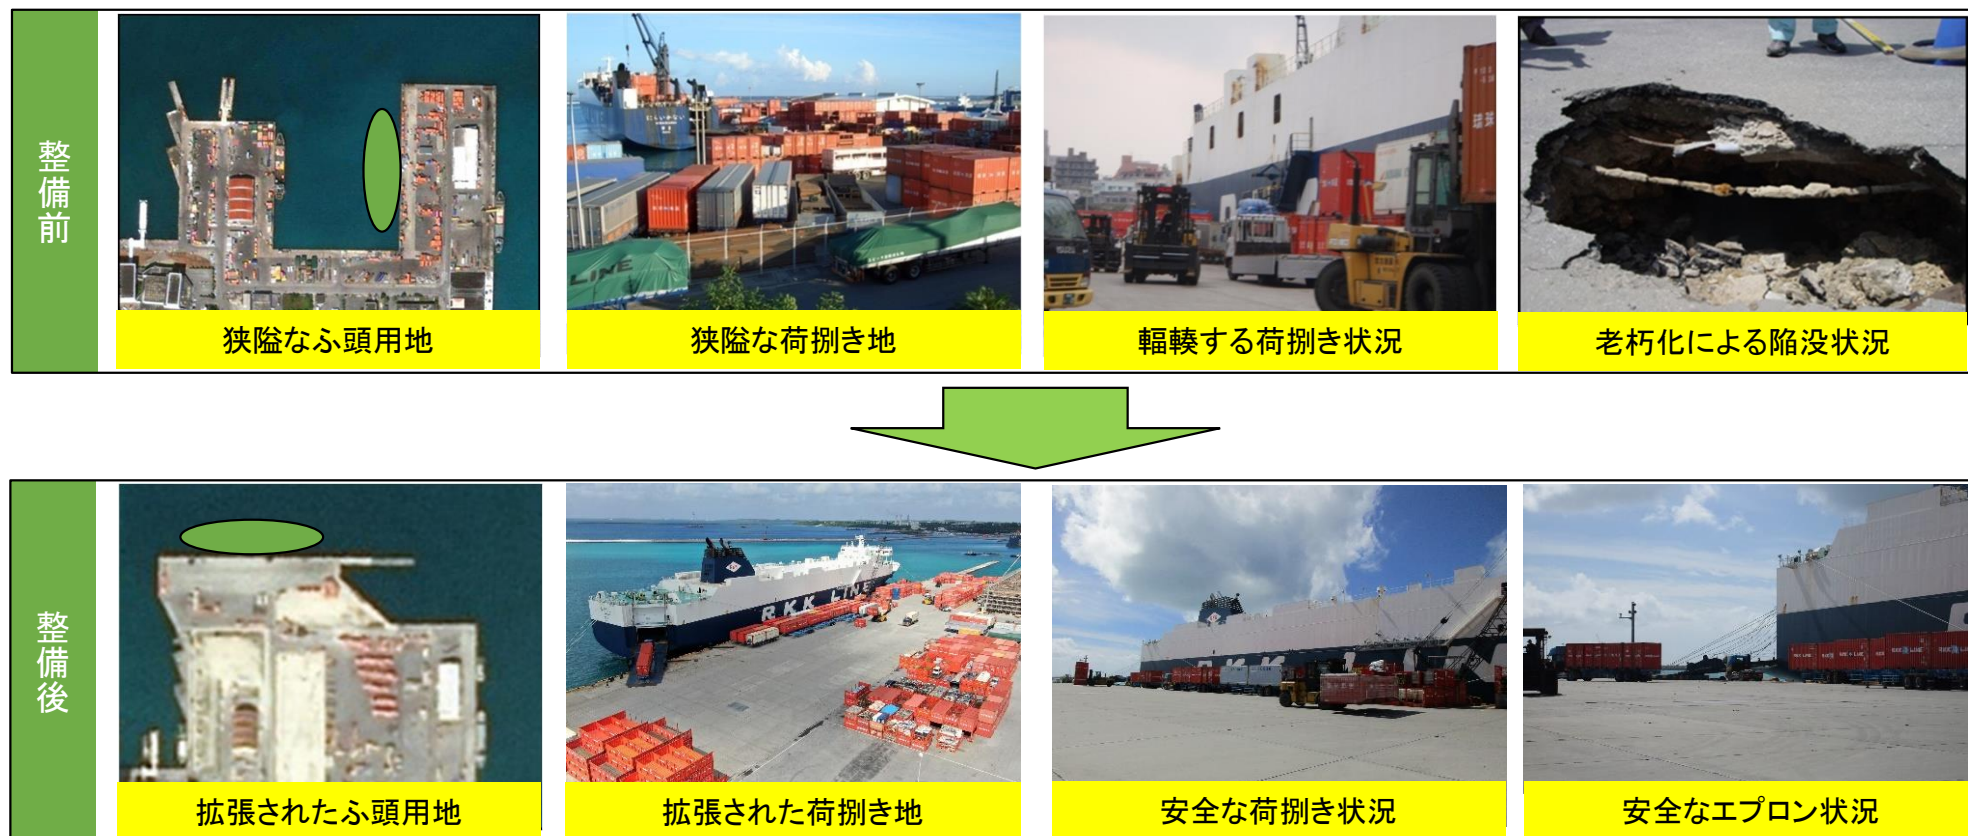 整備前
狭隘なふ頭用地
狭隘な荷捌き地
輻輳する荷捌き状況
老朽化による陥没状況
LINE
整備後
RKK LINE
拡張されたふ頭用地
拡張された荷捌き地
安全な荷捌き状況
安全なエプロン状況